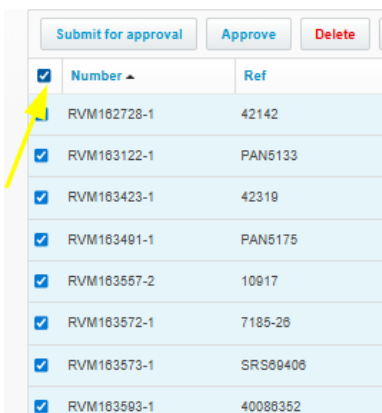 Submit for approval Approve Delete
Number Ref
RVM162728-1 42142
RVM163122-1 PAN5133
RVM163423-1 42319
RVM163491-1 PAN5175
RVM163557-2 10917
RVM163572-1 7185-26
RVM163573-1 SRS69406
RVM163593-1 40086352